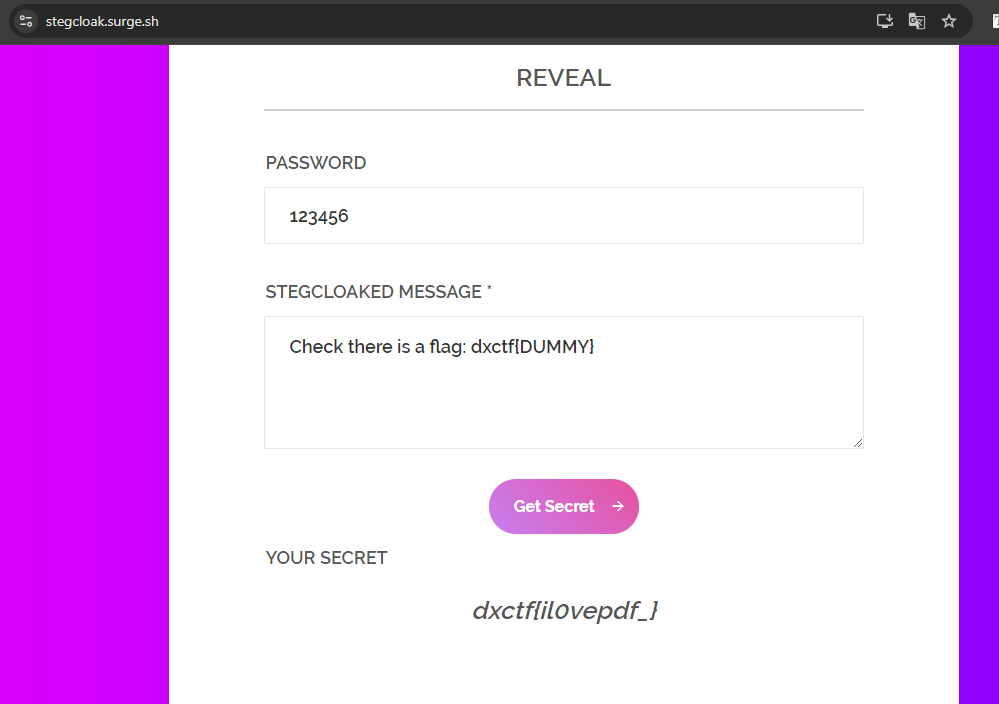 stegcloak.surge.sh
REVEAL
PASSWORD
123456
STEGCLOAKED MESSAGE *
Check there is a flag: dxctf{DUMMY}
Get Secret →
YOUR SECRET
dxctf{il0vepdf_}